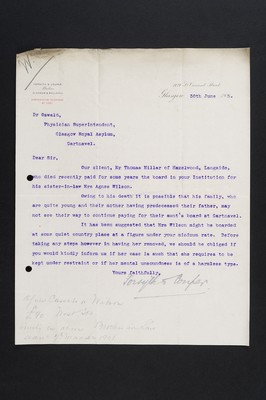 Glasgow, 26th June 190
Dr Oswald,
Physician Superintendent,
Glasgow Royal Asylum,
Gartnavel.
Dear Sir,
Our client, Mr Thomas Millar of Hazelwood, Langside,
who died recently paid for some years the board in your institution for
his sister-in-law Mrs Agnes Wilson.
Owing to his death it is possible that his family, who
are quite young and their mother having predeceased their Father, may
not see their way to continue paying for their aunt's board at Gartnavel.
It has been suggested that Mrs Wilson might be boarded
at some quiet country place at a figure under your minimum rate. Before
taking any steps however in having her removed, we should be obliged if
you would kindly inform us if her case is such that she requires to be
kept under restraint or if her mental unsoundness is of a harmless type.
Yours faithfully,